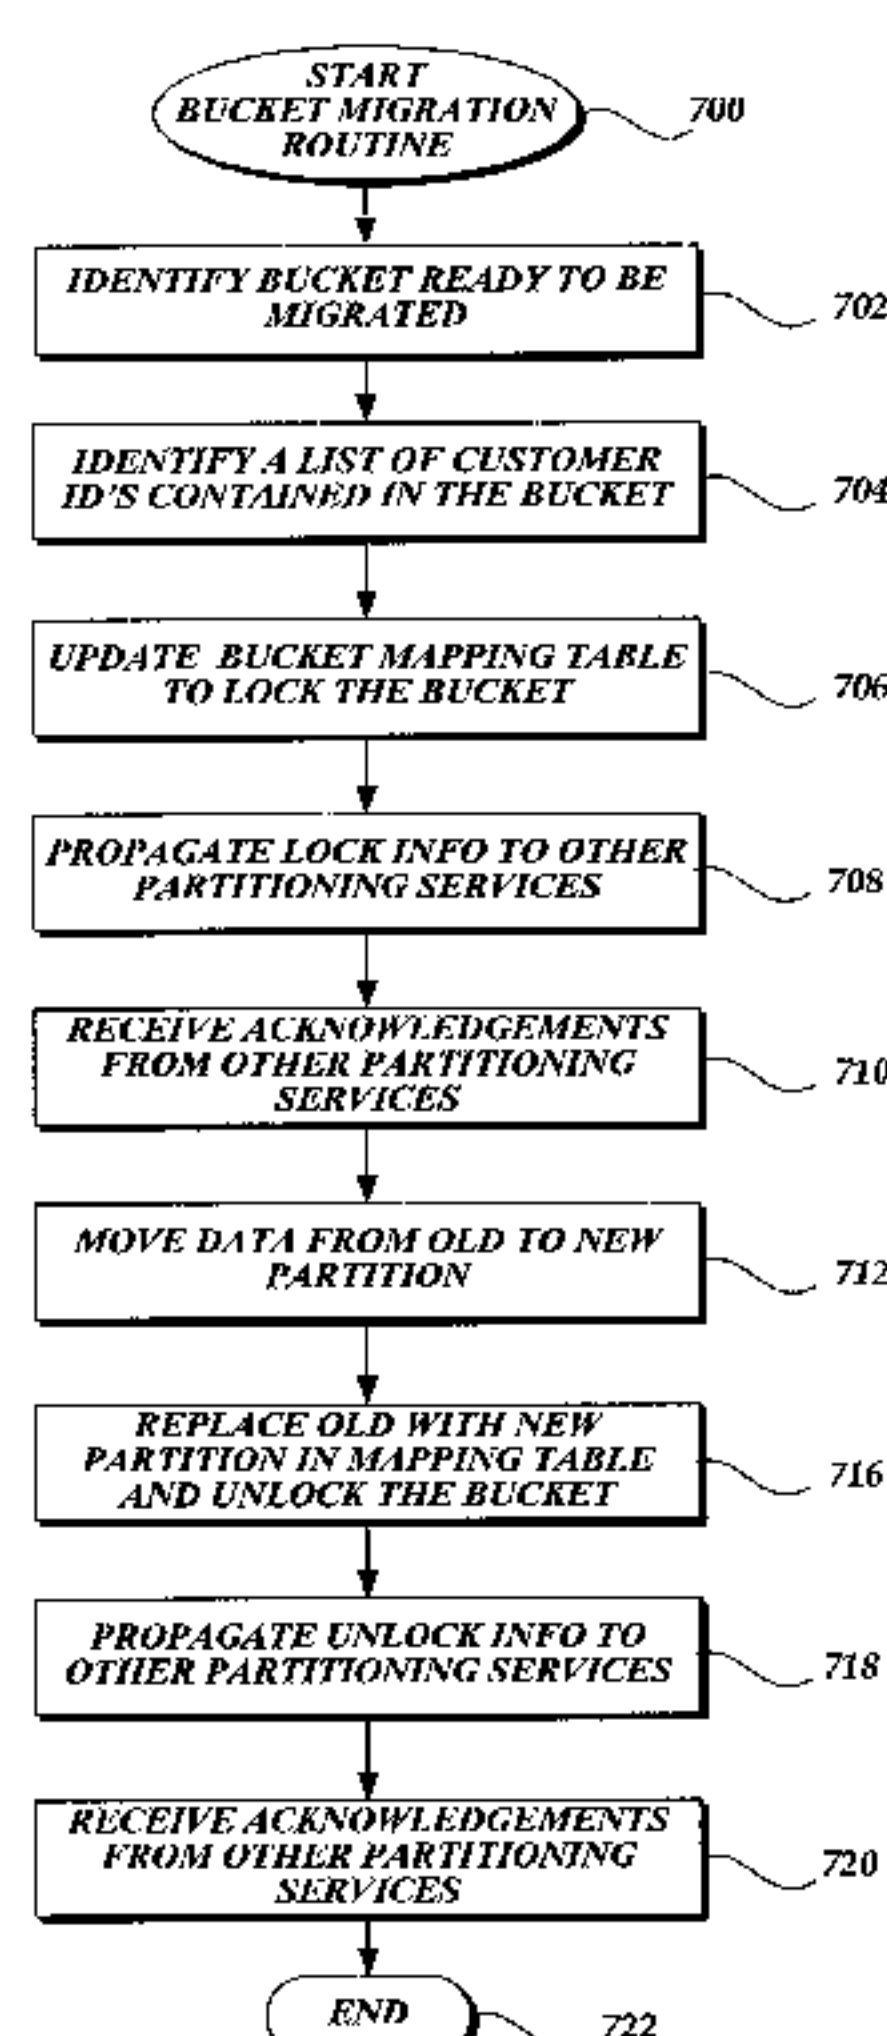 START
BUCKET MIGRATION
ROUTINE
700
IDENTIFY BUCKET READY TO BE
MIGRATED
702
IDENTIFY A LIST OF CUSTOMER
ID'S CONTAINED IN THE BUCKET
704
UPDATE BUCKET MAPPING TABLE
TO LOCK THE BUCKET
706
PROPAGATE LOCK INFO TO OTHER
PARTITIONING SERVICES
708
RECEIVE ACKNOWLEDGEMENTS
FROM OTHER PARTITIONING
SERVICES
710
MOVE DATA FROM OLD TO NEW
PARTITION
712
REPLACE OLD WITH NEW
PARTITION IN MAPPING TABLE
AND UNLOCK THE BUCKET
716
PROPAGATE UNLOCK INFO TO
OTHER PARTITIONING SERVICES
718
RECEIVE ACKNOWLEDGEMENTS
FROM OTHER PARTITIONING
SERVICES
720
END
722